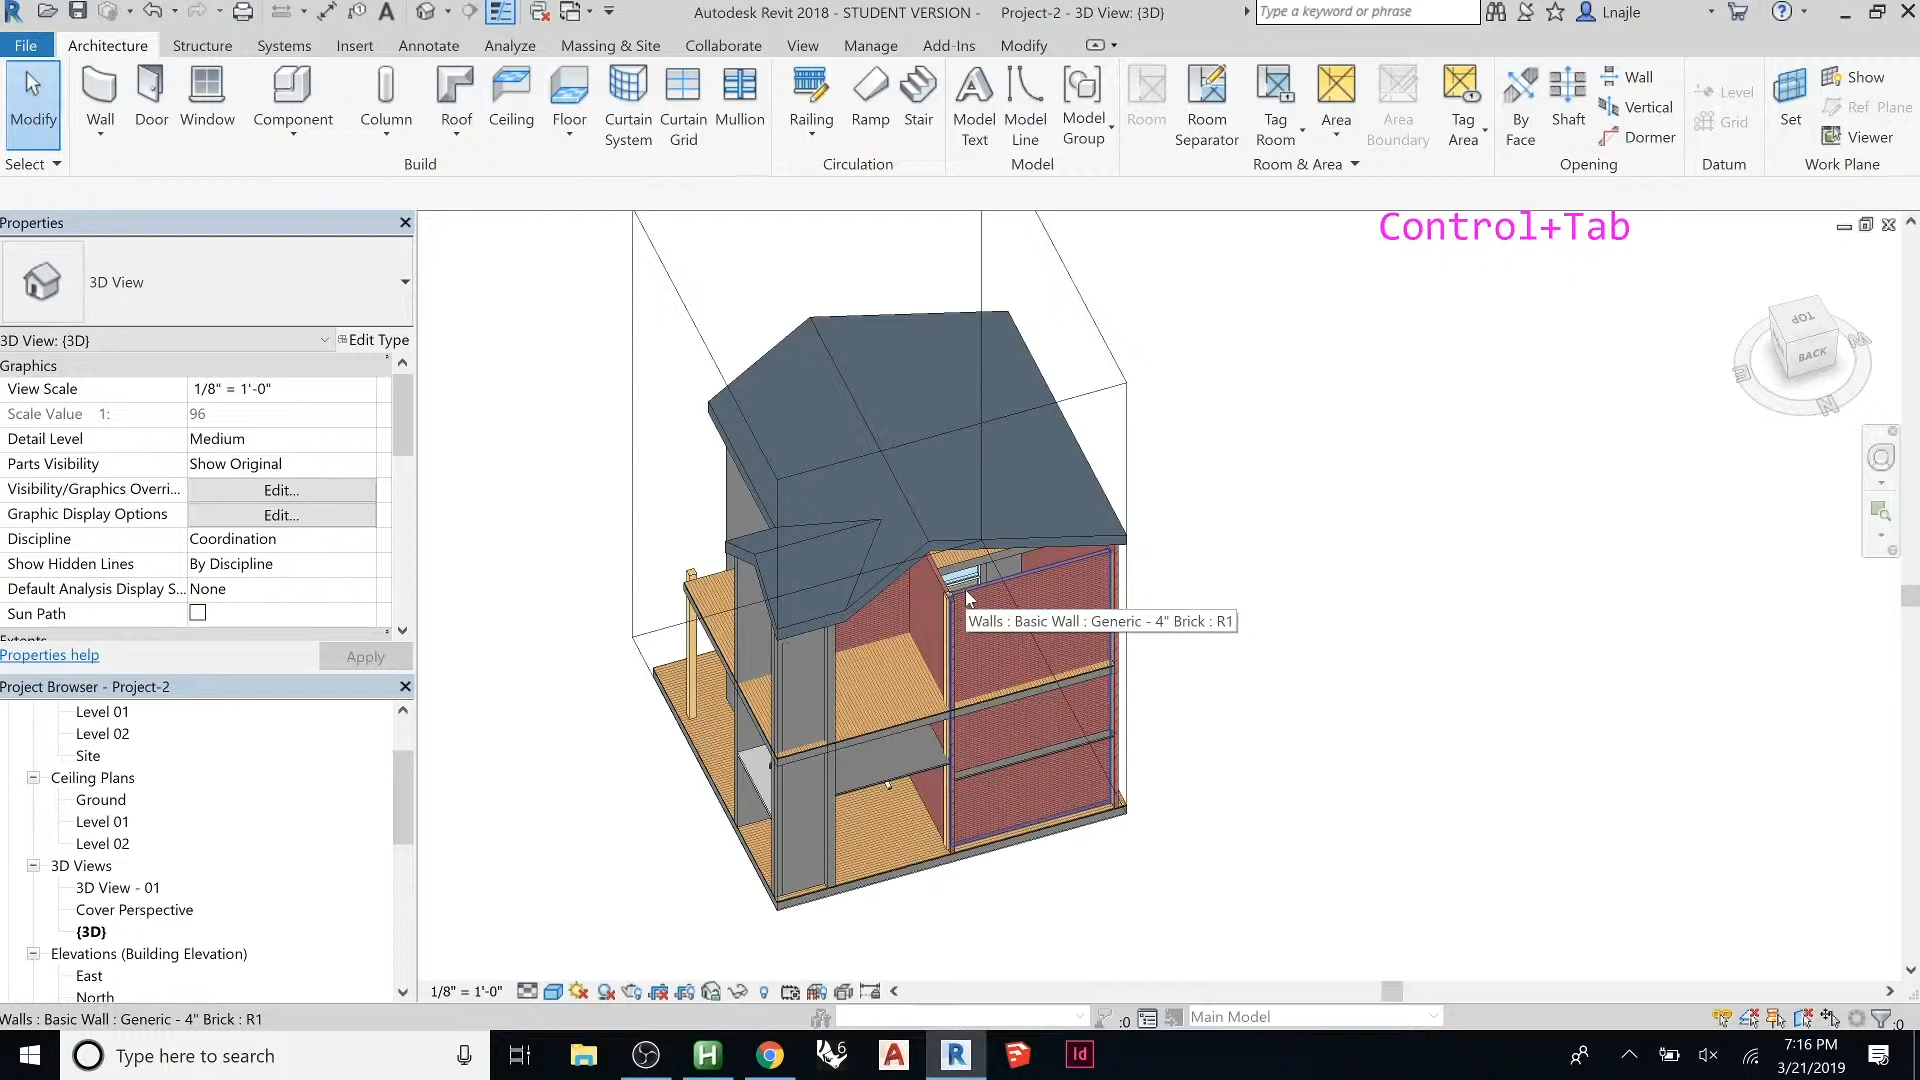 Autodesk Revit 2018 - STUDENT VERSION - Project-2 - 3D View: {3D}
Type a keyword or phrase
Lnajle
File Architecture Structure Systems Insert Annotate Analyze Massing & Site Collaborate View Manage Add-Ins Modify
Modify Wall Door Window Component Column Roof Ceiling Floor Curtain System Curtain Grid Mullion Railing Ramp Stair Model Text Model Line Model Group Room Room Separator Tag Room Area Area Boundary Tag Area By Face Shaft Wall Vertical Dormer Level Grid Set Show Ref Plane Viewer
Select Build Circulation Model Room & Area Opening Datum Work Plane
Properties
3D View
3D View: {3D} Edit Type
Graphics
View Scale 1/8" = 1'-0"
Scale Value 1: 96
Detail Level Medium
Parts Visibility Show Original
Visibility/Graphics Overri... Edit...
Graphic Display Options Edit...
Discipline Coordination
Show Hidden Lines By Discipline
Default Analysis Display S... None
Sun Path
Extents
Properties help Apply
Project Browser - Project-2
Level 01
Level 02
Site
Ceiling Plans
Ground
Level 01
Level 02
3D Views
3D View - 01
Cover Perspective
{3D}
Elevations (Building Elevation)
East
North
Control+Tab
TOP
BACK
E
N
Walls : Basic Wall : Generic - 4" Brick : R1
1/8" = 1'-0"
Walls : Basic Wall : Generic - 4" Brick : R1
:0
Main Model
:0
Type here to search
H
6
A
R
Id
7:16 PM
3/21/2019